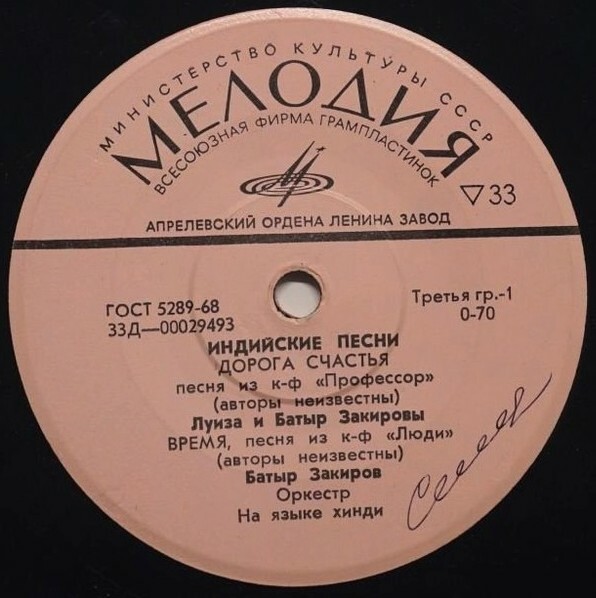 МИНИСТЕРСТВО КУЛЬТУРЫ СССР
МЕЛОДИЯ
ВСЕСОЮЗНАЯ ФИРМА ГРАМПЛАСТИНОК
33
АПРЕЛЕВСКИЙ ОРДЕНА ЛЕНИНА ЗАВОД
ГОСТ 5289-68
33Д—00029493
Третья гр.-1
0-70
ИНДИЙСКИЕ ПЕСНИ
ДОРОГА СЧАСТЬЯ
песня из к-ф «Профессор»
(авторы неизвестны)
Луиза и Батыр Закировы
ВРЕМЯ, песня из к-ф «Люди»
(авторы неизвестны)
Батыр Закиров
Оркестр
На языке хинди